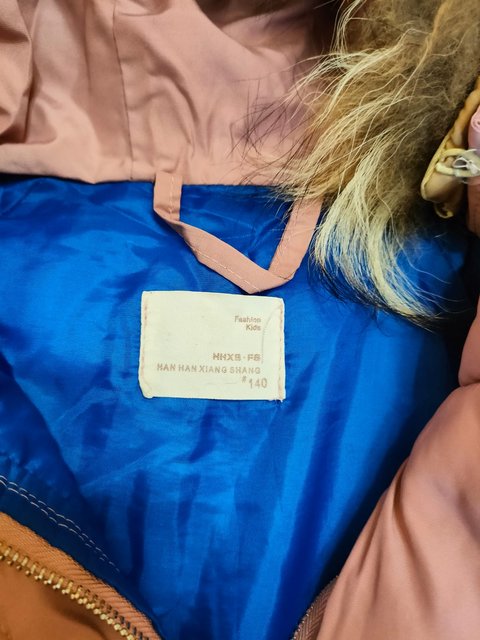 Fashion
Kids
HHXS-FS
HAN HAN XIANG SHANG
#140